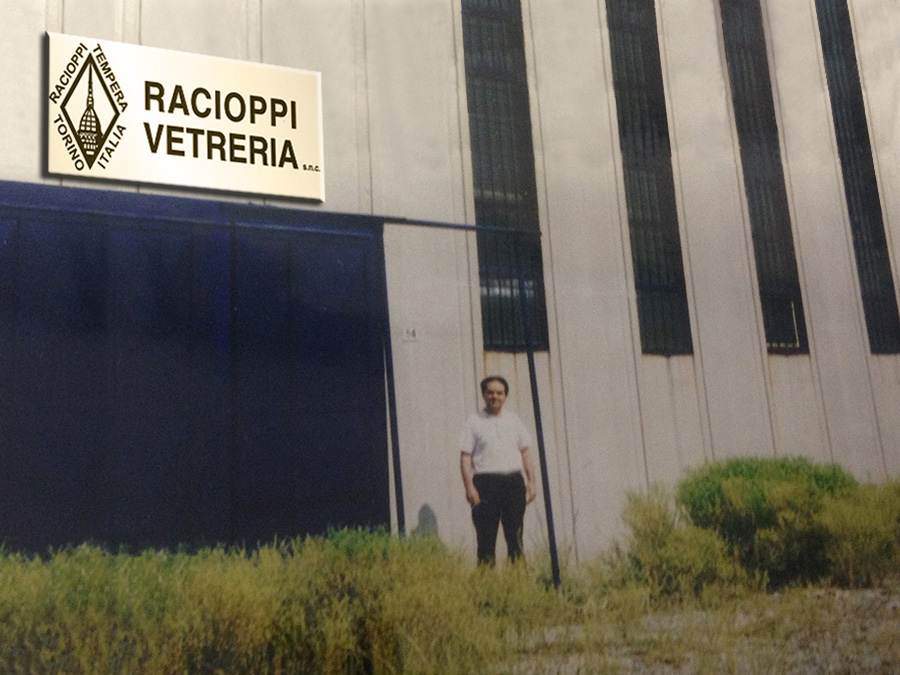 RACIOPPI
TEMPERA
TORINO
ITALIA
RACIOPPI
VETRERIA s.n.c.